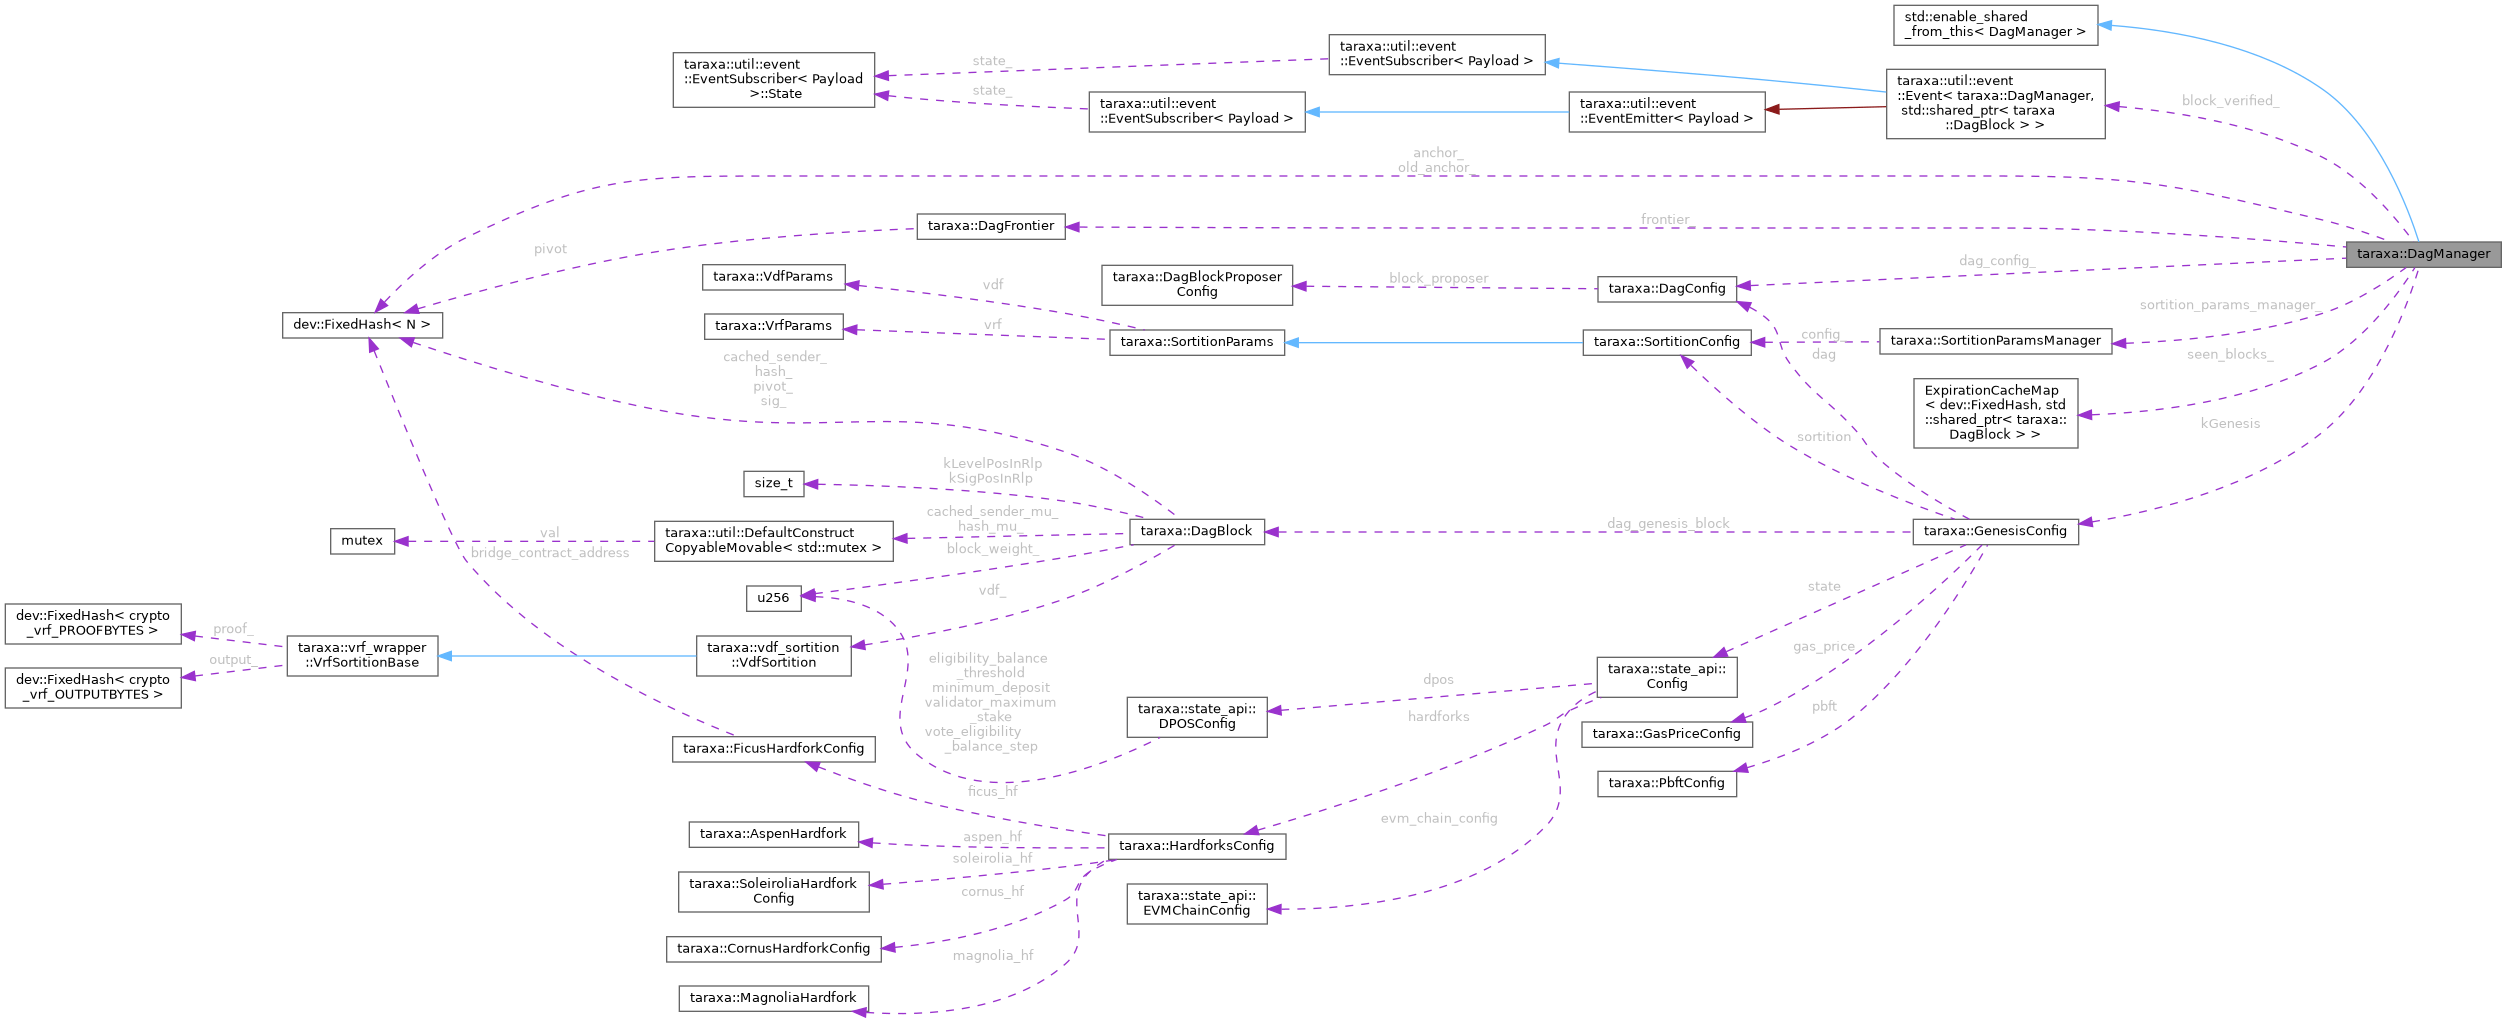 std::enable_shared
_from_this< DagManager >
taraxa::util::event
::EventSubscriber< Payload >
taraxa::util::event
::EventSubscriber< Payload
>::State
state_
state_
taraxa::util::event
::EventSubscriber< Payload >
taraxa::util::event
::EventEmitter< Payload >
taraxa::util::event
::Event< taraxa::DagManager,
std::shared_ptr< taraxa
::DagBlock > >
block_verified_
anchor_
old_anchor_
taraxa::DagFrontier
frontier_
pivot
taraxa::DagManager
taraxa::VdfParams
vdf
taraxa::DagBlockProposer
Config
block_proposer
taraxa::DagConfig
dag_config_
sortition_params_manager_
dev::FixedHash< N >
taraxa::VrfParams
vrf
taraxa::SortitionParams
taraxa::SortitionConfig
config_
dag
taraxa::SortitionParamsManager
seen_blocks_
cached_sender_
hash_
pivot_
sig_
ExpirationCacheMap
< dev::FixedHash, std
::shared_ptr< taraxa::
DagBlock > >
kGenesis
sortition
size_t
kLevelPosInRlp
kSigPosInRlp
mutex
val
taraxa::util::DefaultConstruct
CopyableMovable< std::mutex >
cached_sender_mu_
hash_mu_
taraxa::DagBlock
dag_genesis_block
taraxa::GenesisConfig
bridge_contract_address
block_weight_
u256
vdf_
state
dev::FixedHash< crypto
_vrf_PROOFBYTES >
proof_
output_
dev::FixedHash< crypto
_vrf_OUTPUTBYTES >
taraxa::vrf_wrapper
::VrfSortitionBase
taraxa::vdf_sortition
::VdfSortition
eligibility_balance
_threshold
minimum_deposit
validator_maximum
_stake
vote_eligibility
_balance_step
gas_price
taraxa::state_api::
Config
dpos
taraxa::state_api::
DPOSConfig
hardforks
pbft
taraxa::GasPriceConfig
taraxa::FicusHardforkConfig
taraxa::PbftConfig
ficus_hf
evm_chain_config
taraxa::AspenHardfork
aspen_hf
taraxa::HardforksConfig
soleirolia_hf
taraxa::SoleiroliaHardfork
Config
cornus_hf
taraxa::state_api::
EVMChainConfig
taraxa::CornusHardforkConfig
magnolia_hf
taraxa::MagnoliaHardfork